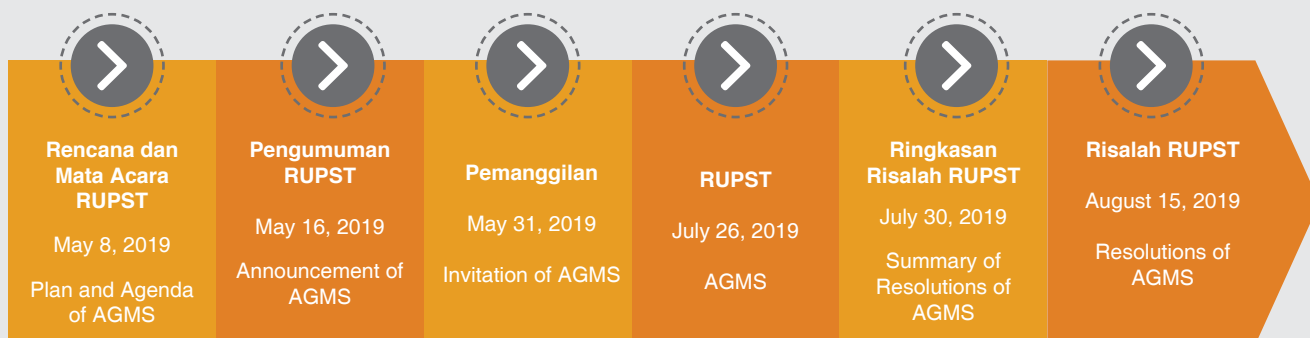 Rencana dan
Mata Acara
RUPST
May 8, 2019
Plan and Agenda
of AGMS
Pengumuman
RUPST
May 16, 2019
Announcement of
AGMS
Pemanggilan
May 31, 2019
Invitation of AGMS
RUPST
July 26, 2019
AGMS
Ringkasan
Risalah RUPST
July 30, 2019
Summary of
Resolutions of
AGMS
Risalah RUPST
August 15, 2019
Resolutions of
AGMS